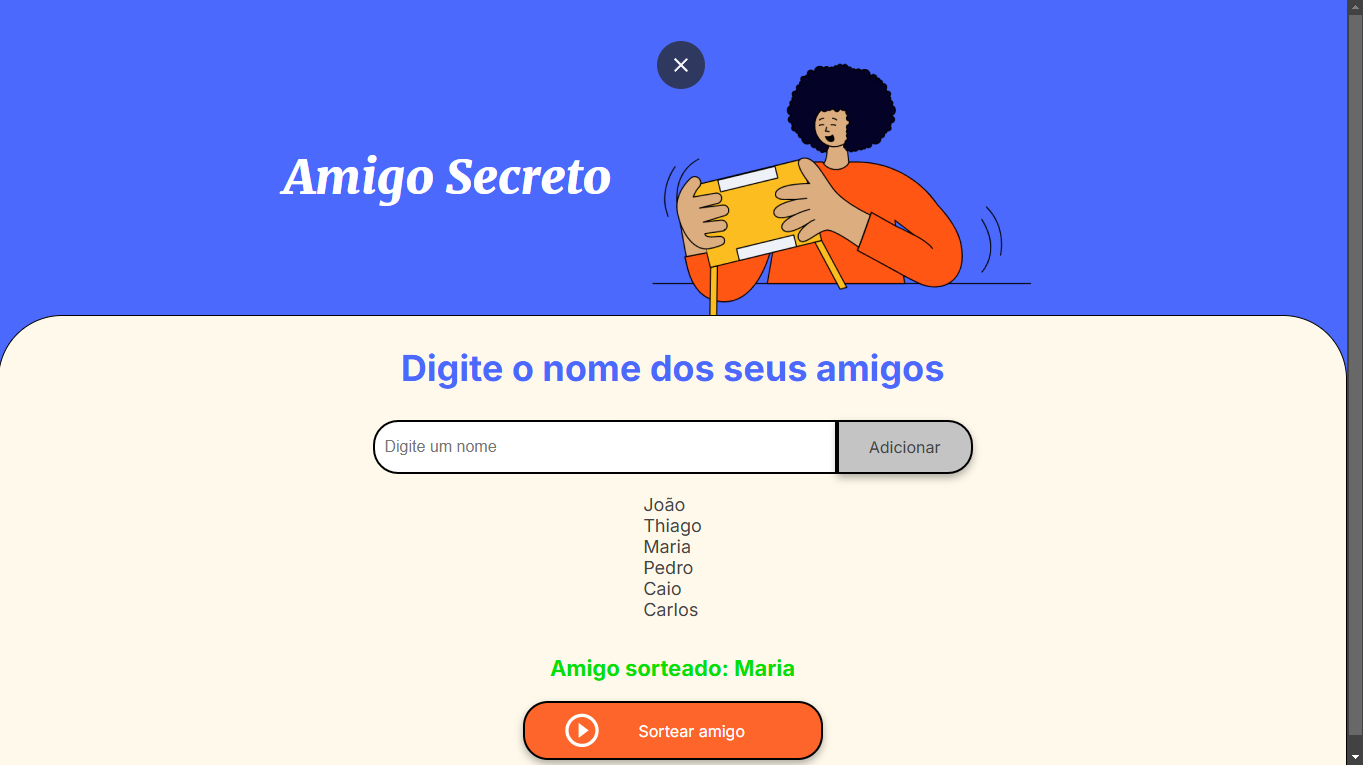 Amigo Secreto
Digite o nome dos seus amigos
Digite um nome
Adicionar
João
Thiago
Maria
Pedro
Caio
Carlos
Amigo sorteado: Maria
Sortear amigo